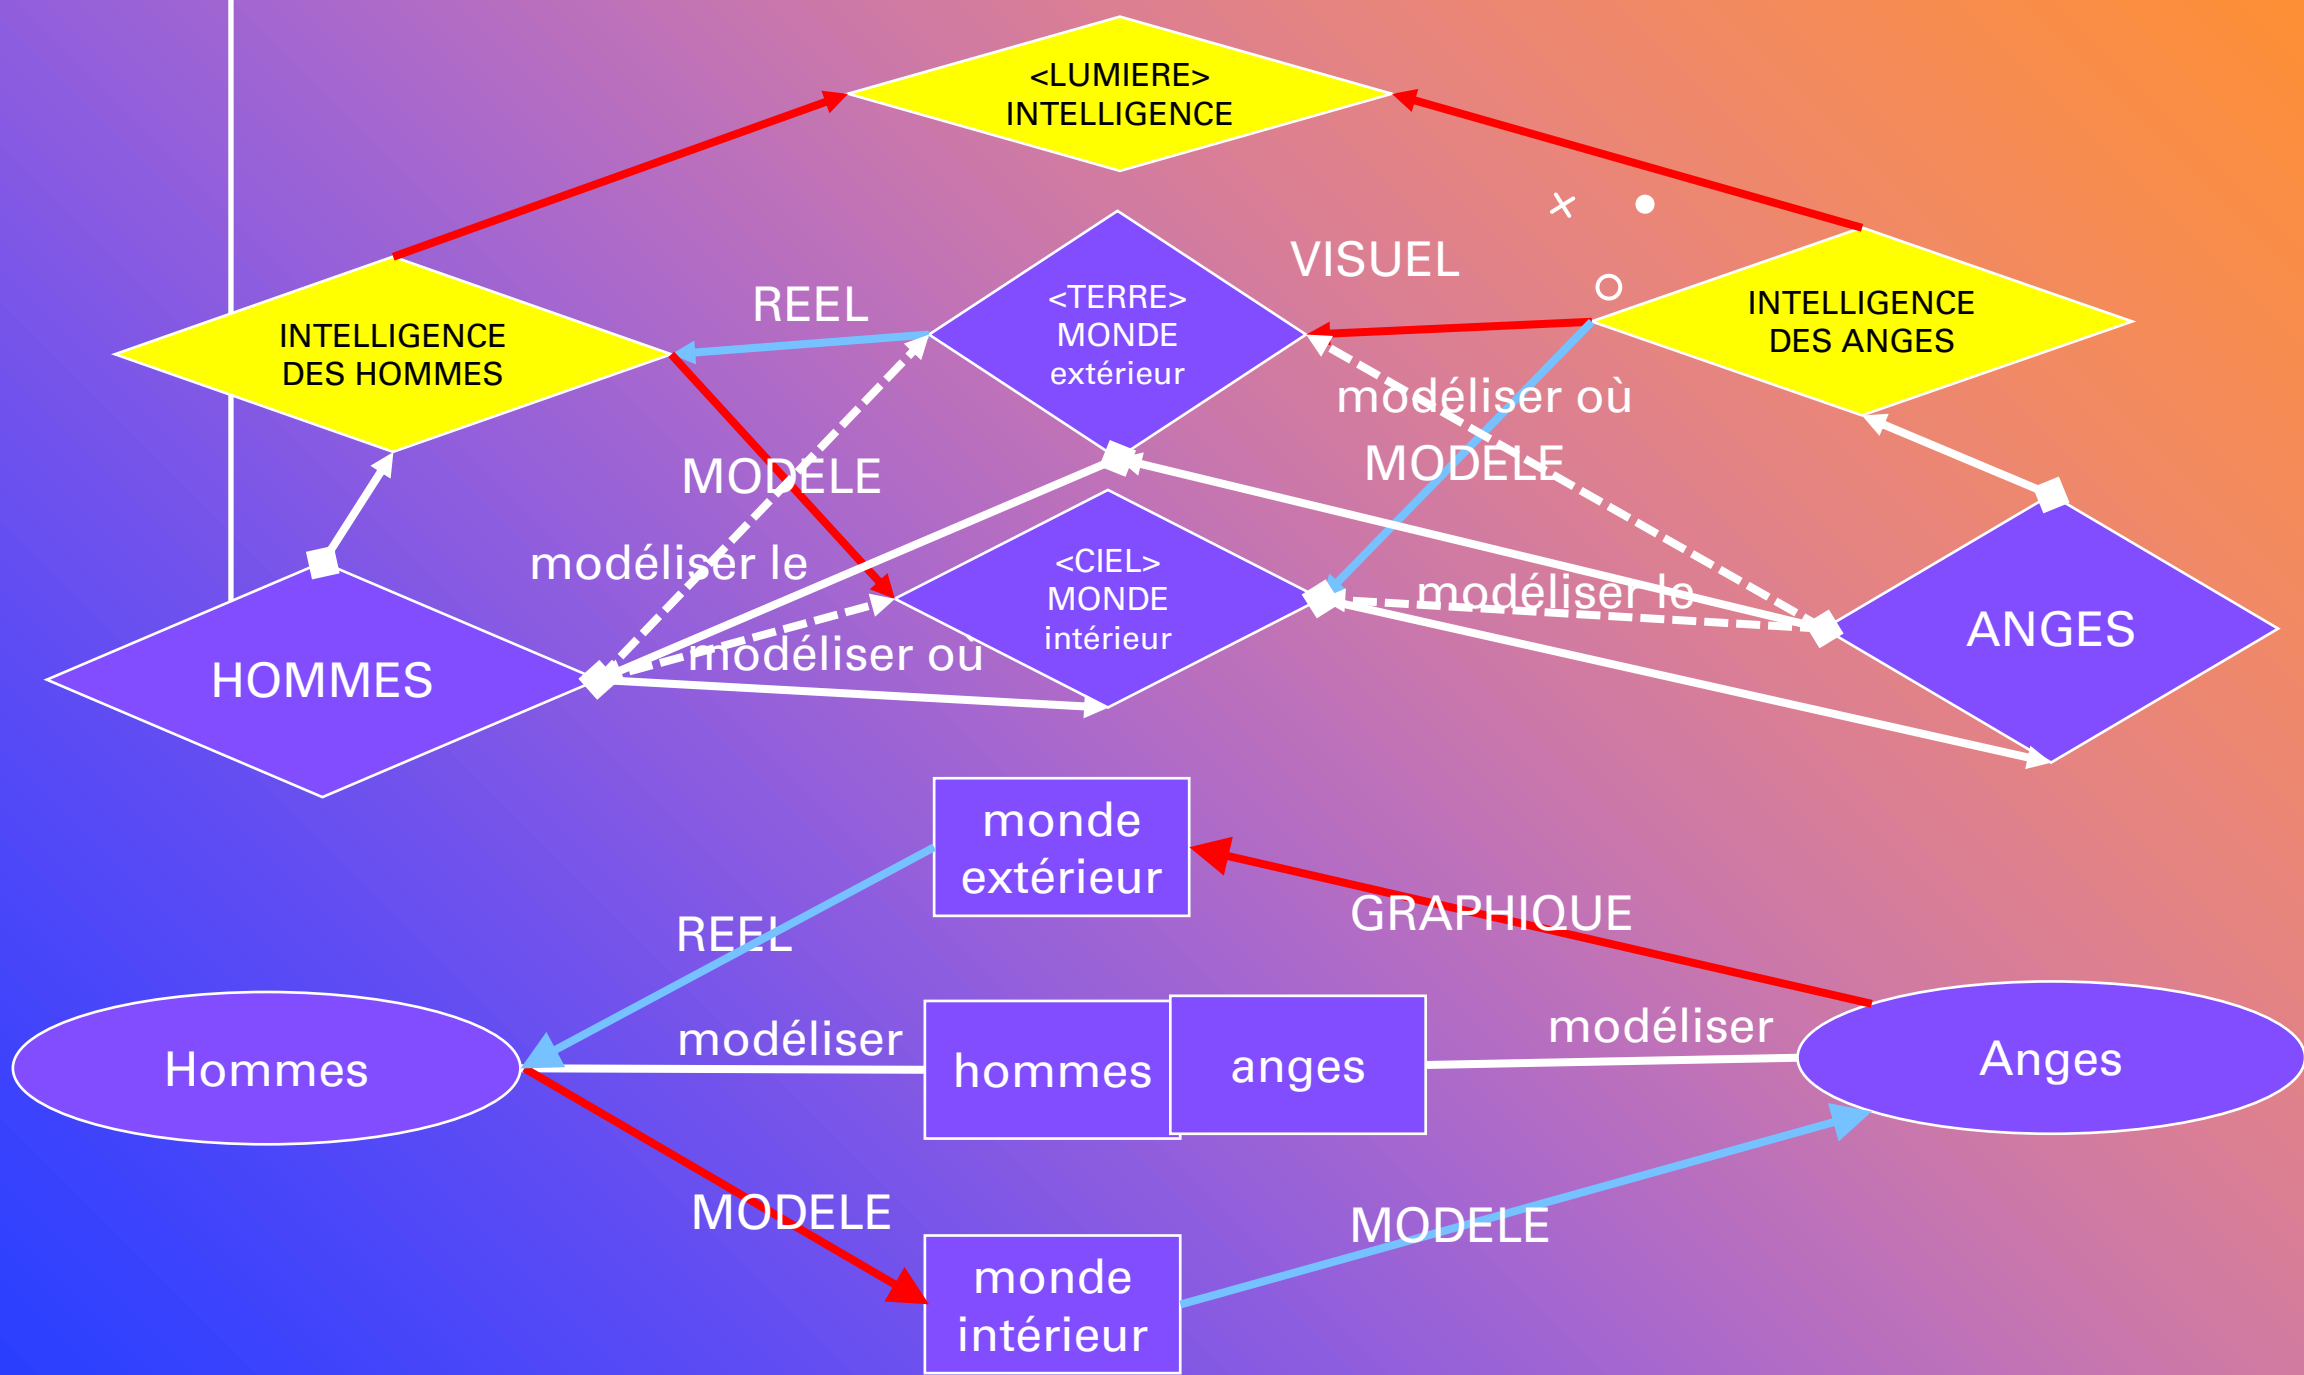 <LUMIERE>
INTELLIGENCE
VISUEL
REEL
<TERRE>
MONDE
extérieur
INTELLIGENCE
DES HOMMES
INTELLIGENCE
DES ANGES
modéliser où
MODELE
MODELE
modéliser le
<CIEL>
MONDE
intérieur
modéliser le
modéliser où
HOMMES
ANGES
monde
extérieur
REEL
GRAPHIQUE
modéliser
modéliser
Hommes
hommes
anges
Anges
MODELE
MODELE
monde
intérieur